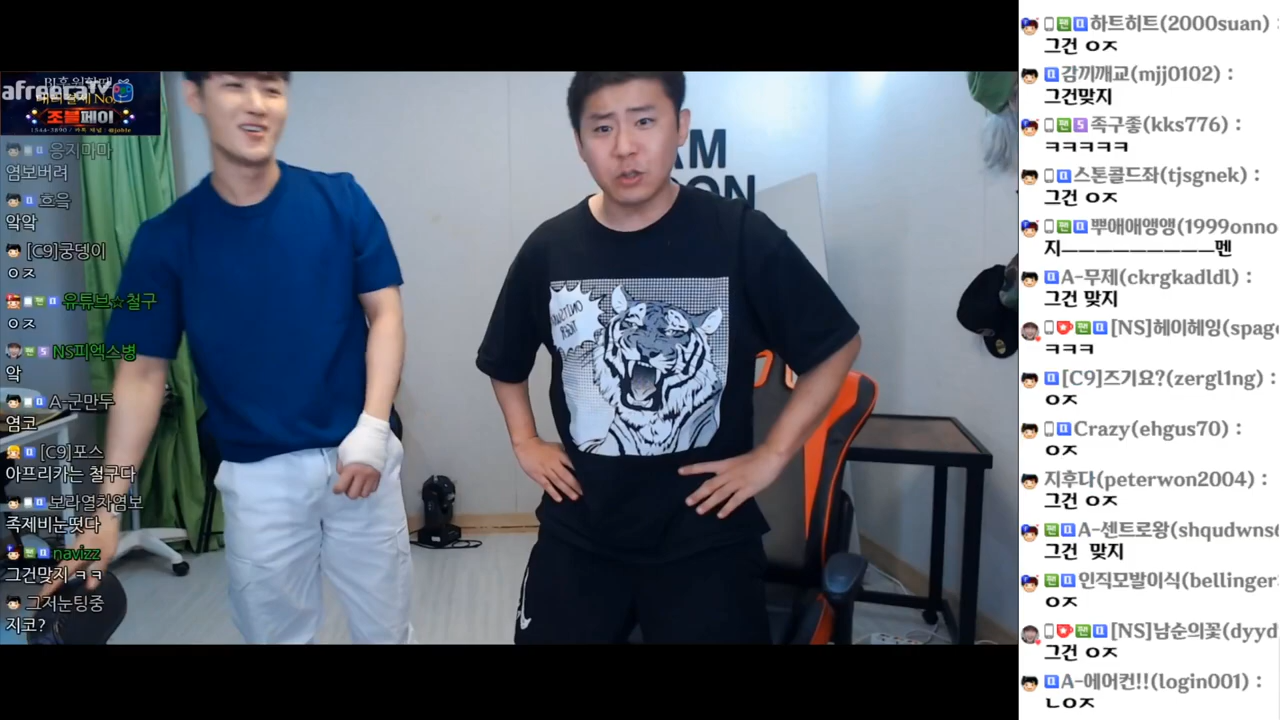 afreecaTV
조블페이
웅지마마
염보버려
흐윽
악악
[C9]궁뎅이
ㅇㅈ
유튜브☆철구
ㅇㅈ
NS피엑스병
악
A-군만두
염코
[C9]포스
아프리카는 철구다
보라열차염보
족제비눈떳다
navizz
그건맞지 ㅋㅋ
그저눈팅중
지코?
AM
ON
하트히트(2000suan) :
그건 ㅇㅈ
감끼깨교(mjj0102) :
그건맞지
족구좋(kks776) :
ㅋㅋㅋㅋㅋ
스톤콜드좌(tjsgnek) :
그건 ㅇㅈ
뿌애애앵앵(1999onno
지ㅡㅡㅡㅡㅡㅡㅡㅡㅡ멘
A-무제(ckrgkadldl) :
그건 맞지
[NS]헤이헤잉(spag
ㅋㅋㅋ
[C9]즈기요?(zergl1ng) :
ㅇㅈ
Crazy(ehgus70) :
ㅇㅈ
지후다(peterwon2004) :
그건 ㅇㅈ
A-센트로왕(shqudwns
그건 맞지
인직모발이식(bellinger
ㅇㅈ
[NS]남순의꽃(dyyd
그건 ㅇㅈ
A-에어컨!!(login001) :
ㄴㅇㅈ